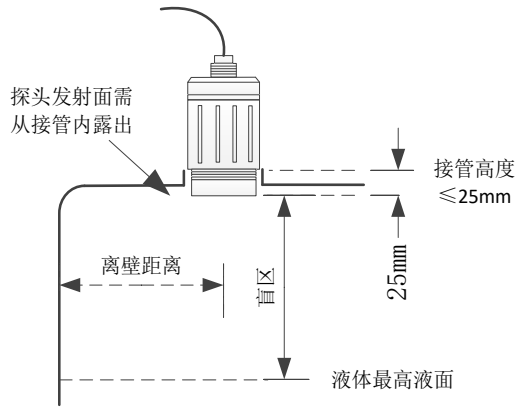 探头发射面需
从接管内露出
接管高度
≤25mm
25mm
离壁距离
盲区
液体最高液面